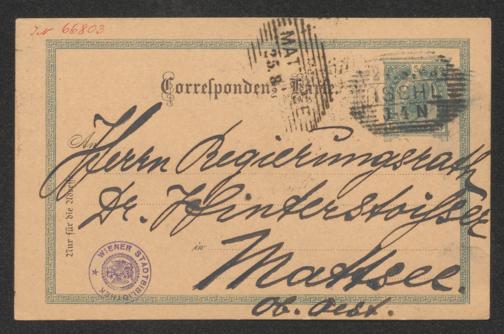 JN 66803
Correspondenz-Karte.
MATTSEE
25.8
ISCHL
An
Herrn Regierungsrath
Dr. Hinterstoisser
in
Mattsee.
Ob. Oest.
Nur für die Adresse
WIENER STADTBIBLIOTHEK